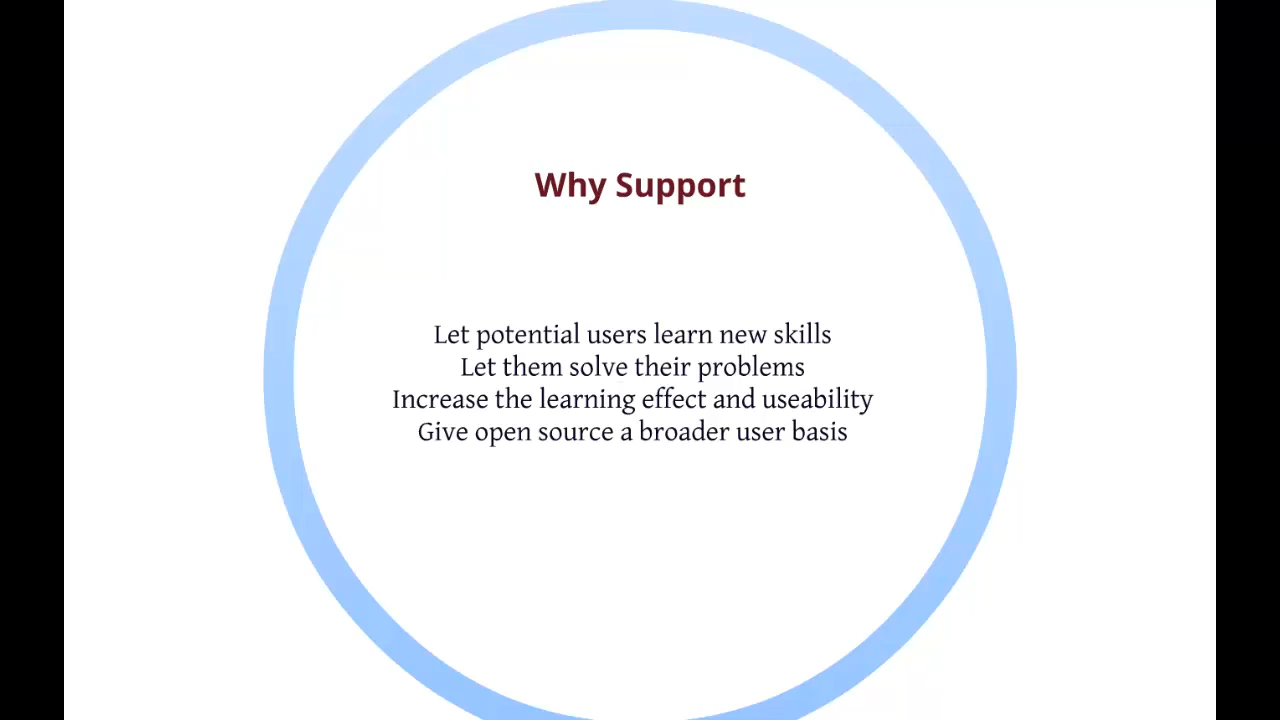 Why Support
Let potential users learn new skills
Let them solve their problems
Increase the learning effect and useability
Give open source a broader user basis